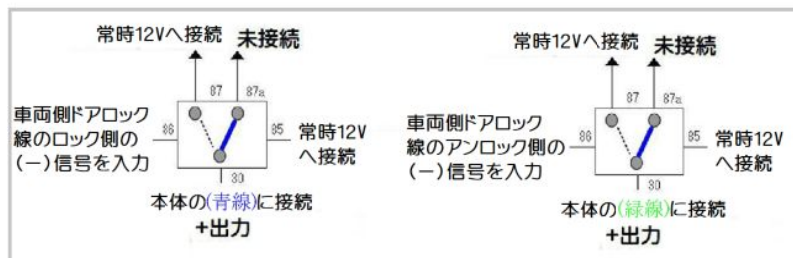 常時12Vへ接続 未接続
87 87a
車両側ドアロック
線のロック側の
(−)信号を入力
86
85
常時12V
へ接続
30
本体の(青線)に接続
+出力
常時12Vへ接続 未接続
87 87a
車両側ドアロック
線のアンロック側の
(−)信号を入力
86
85
常時12V
へ接続
30
本体の(緑線)に接続
+出力